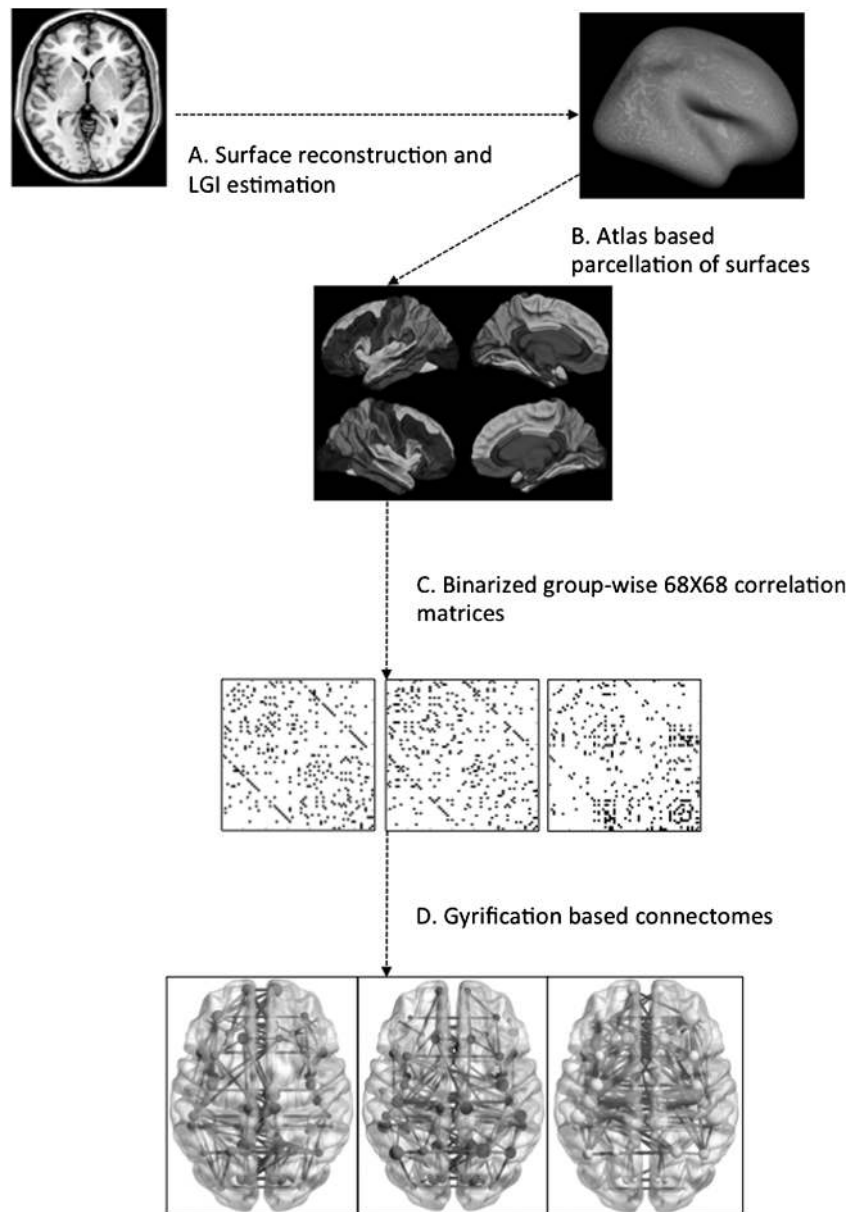 A. Surface reconstruction and
LGI estimation
B. Atlas based
parcellation of surfaces
C. Binarized group-wise 68X68 correlation
matrices
D. Gyrification based connectomes